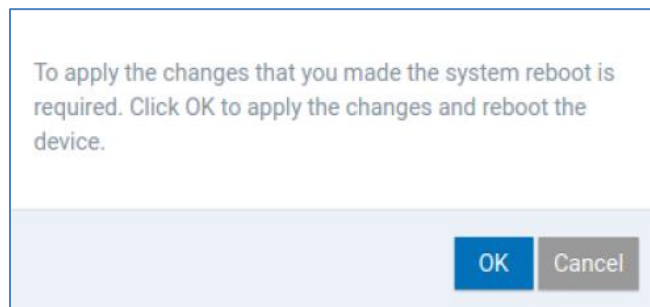 To apply the changes that you made the system reboot is
required. Click OK to apply the changes and reboot the
device.
OK Cancel